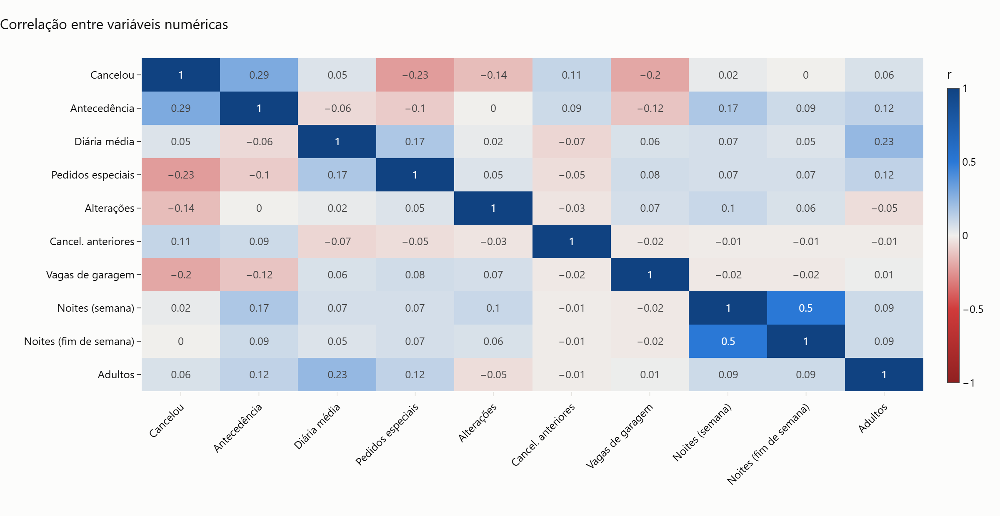 Correlação entre variáveis numéricas
Cancelou 1 0.29 0.05 −0.23 −0.14 0.11 −0.2 0.02 0 0.06
Antecedência 0.29 1 −0.06 −0.1 0 0.09 −0.12 0.17 0.09 0.12
Diária média 0.05 −0.06 1 0.17 0.02 −0.07 0.06 0.07 0.05 0.23
Pedidos especiais −0.23 −0.1 0.17 1 0.05 −0.05 0.08 0.07 0.07 0.12
Alterações −0.14 0 0.02 0.05 1 −0.03 0.07 0.1 0.06 −0.05
Cancel. anteriores 0.11 0.09 −0.07 −0.05 −0.03 1 −0.02 −0.01 −0.01 −0.01
Vagas de garagem −0.2 −0.12 0.06 0.08 0.07 −0.02 1 −0.02 −0.02 0.01
Noites (semana) 0.02 0.17 0.07 0.07 0.1 −0.01 −0.02 1 0.5 0.09
Noites (fim de semana) 0 0.09 0.05 0.07 0.06 −0.01 −0.02 0.5 1 0.09
Adultos 0.06 0.12 0.23 0.12 −0.05 −0.01 0.01 0.09 0.09 1
Cancelou
Antecedência
Diária média
Pedidos especiais
Alterações
Cancel. anteriores
Vagas de garagem
Noites (semana)
Noites (fim de semana)
Adultos
r
1
0.5
0
−0.5
−1